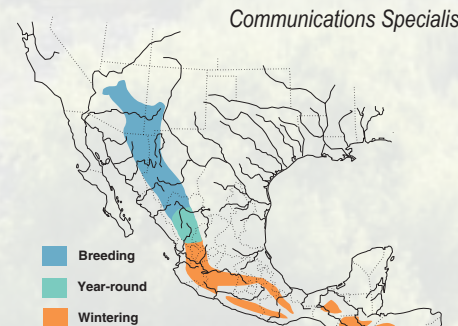 Communications Specialis
Breeding
Year-round
Wintering